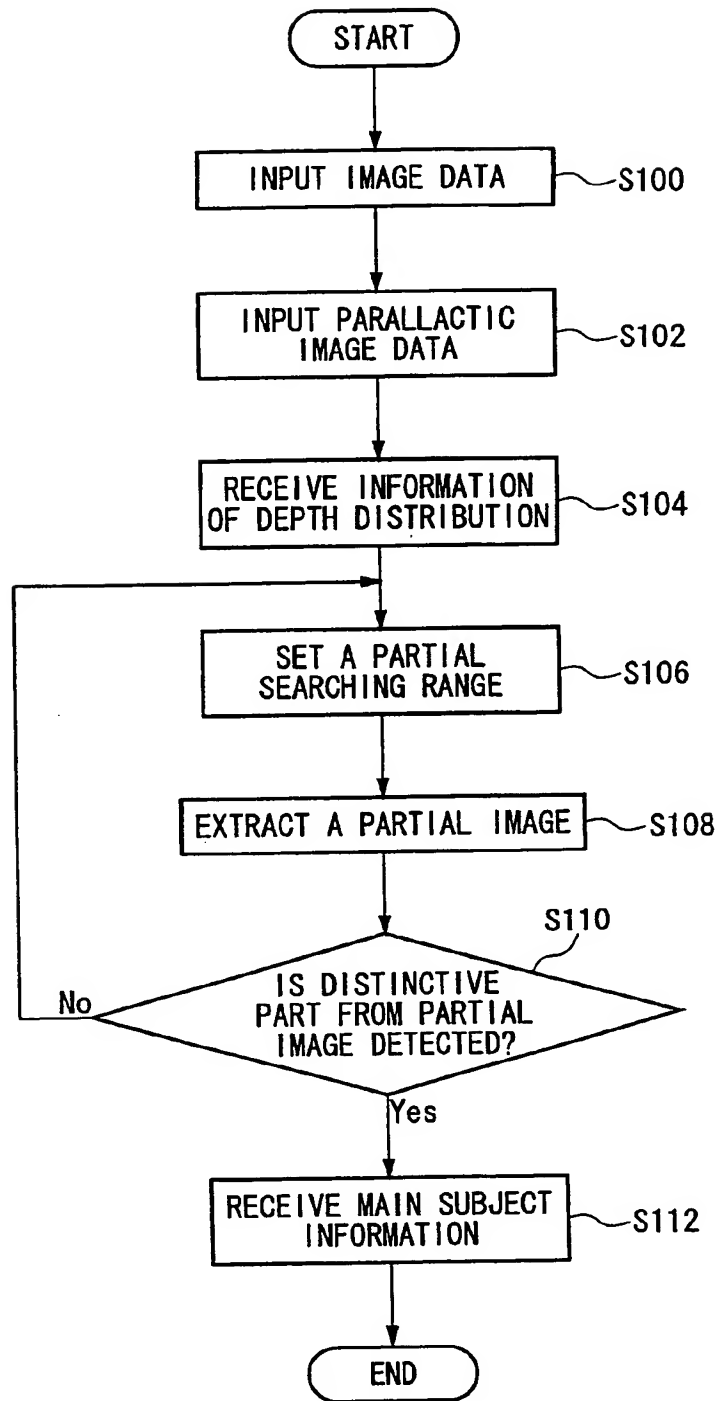 START
INPUT IMAGE DATA
S100
INPUT PARALLACTIC
IMAGE DATA
S102
RECEIVE INFORMATION
OF DEPTH DISTRIBUTION
S104
SET A PARTIAL
SEARCHING RANGE
S106
EXTRACT A PARTIAL IMAGE
S108
S110
IS DISTINCTIVE
PART FROM PARTIAL
IMAGE DETECTED?
No
Yes
RECEIVE MAIN SUBJECT
INFORMATION
S112
END